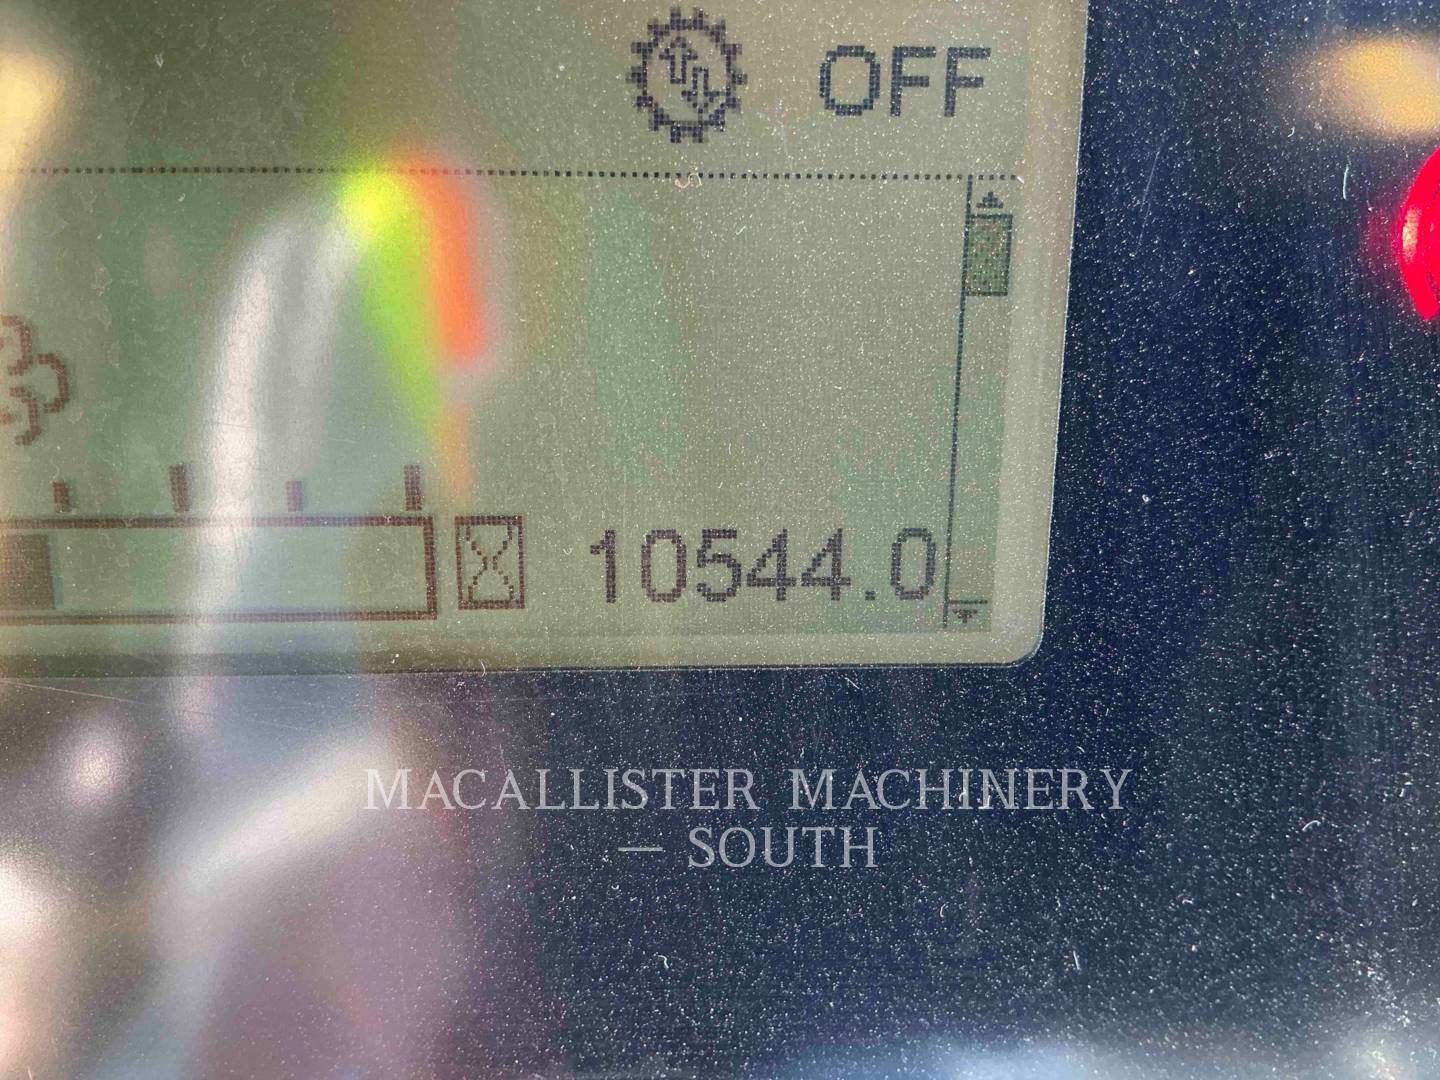 OFF
10544.0
MACALLISTER MACHINERY
— SOUTH